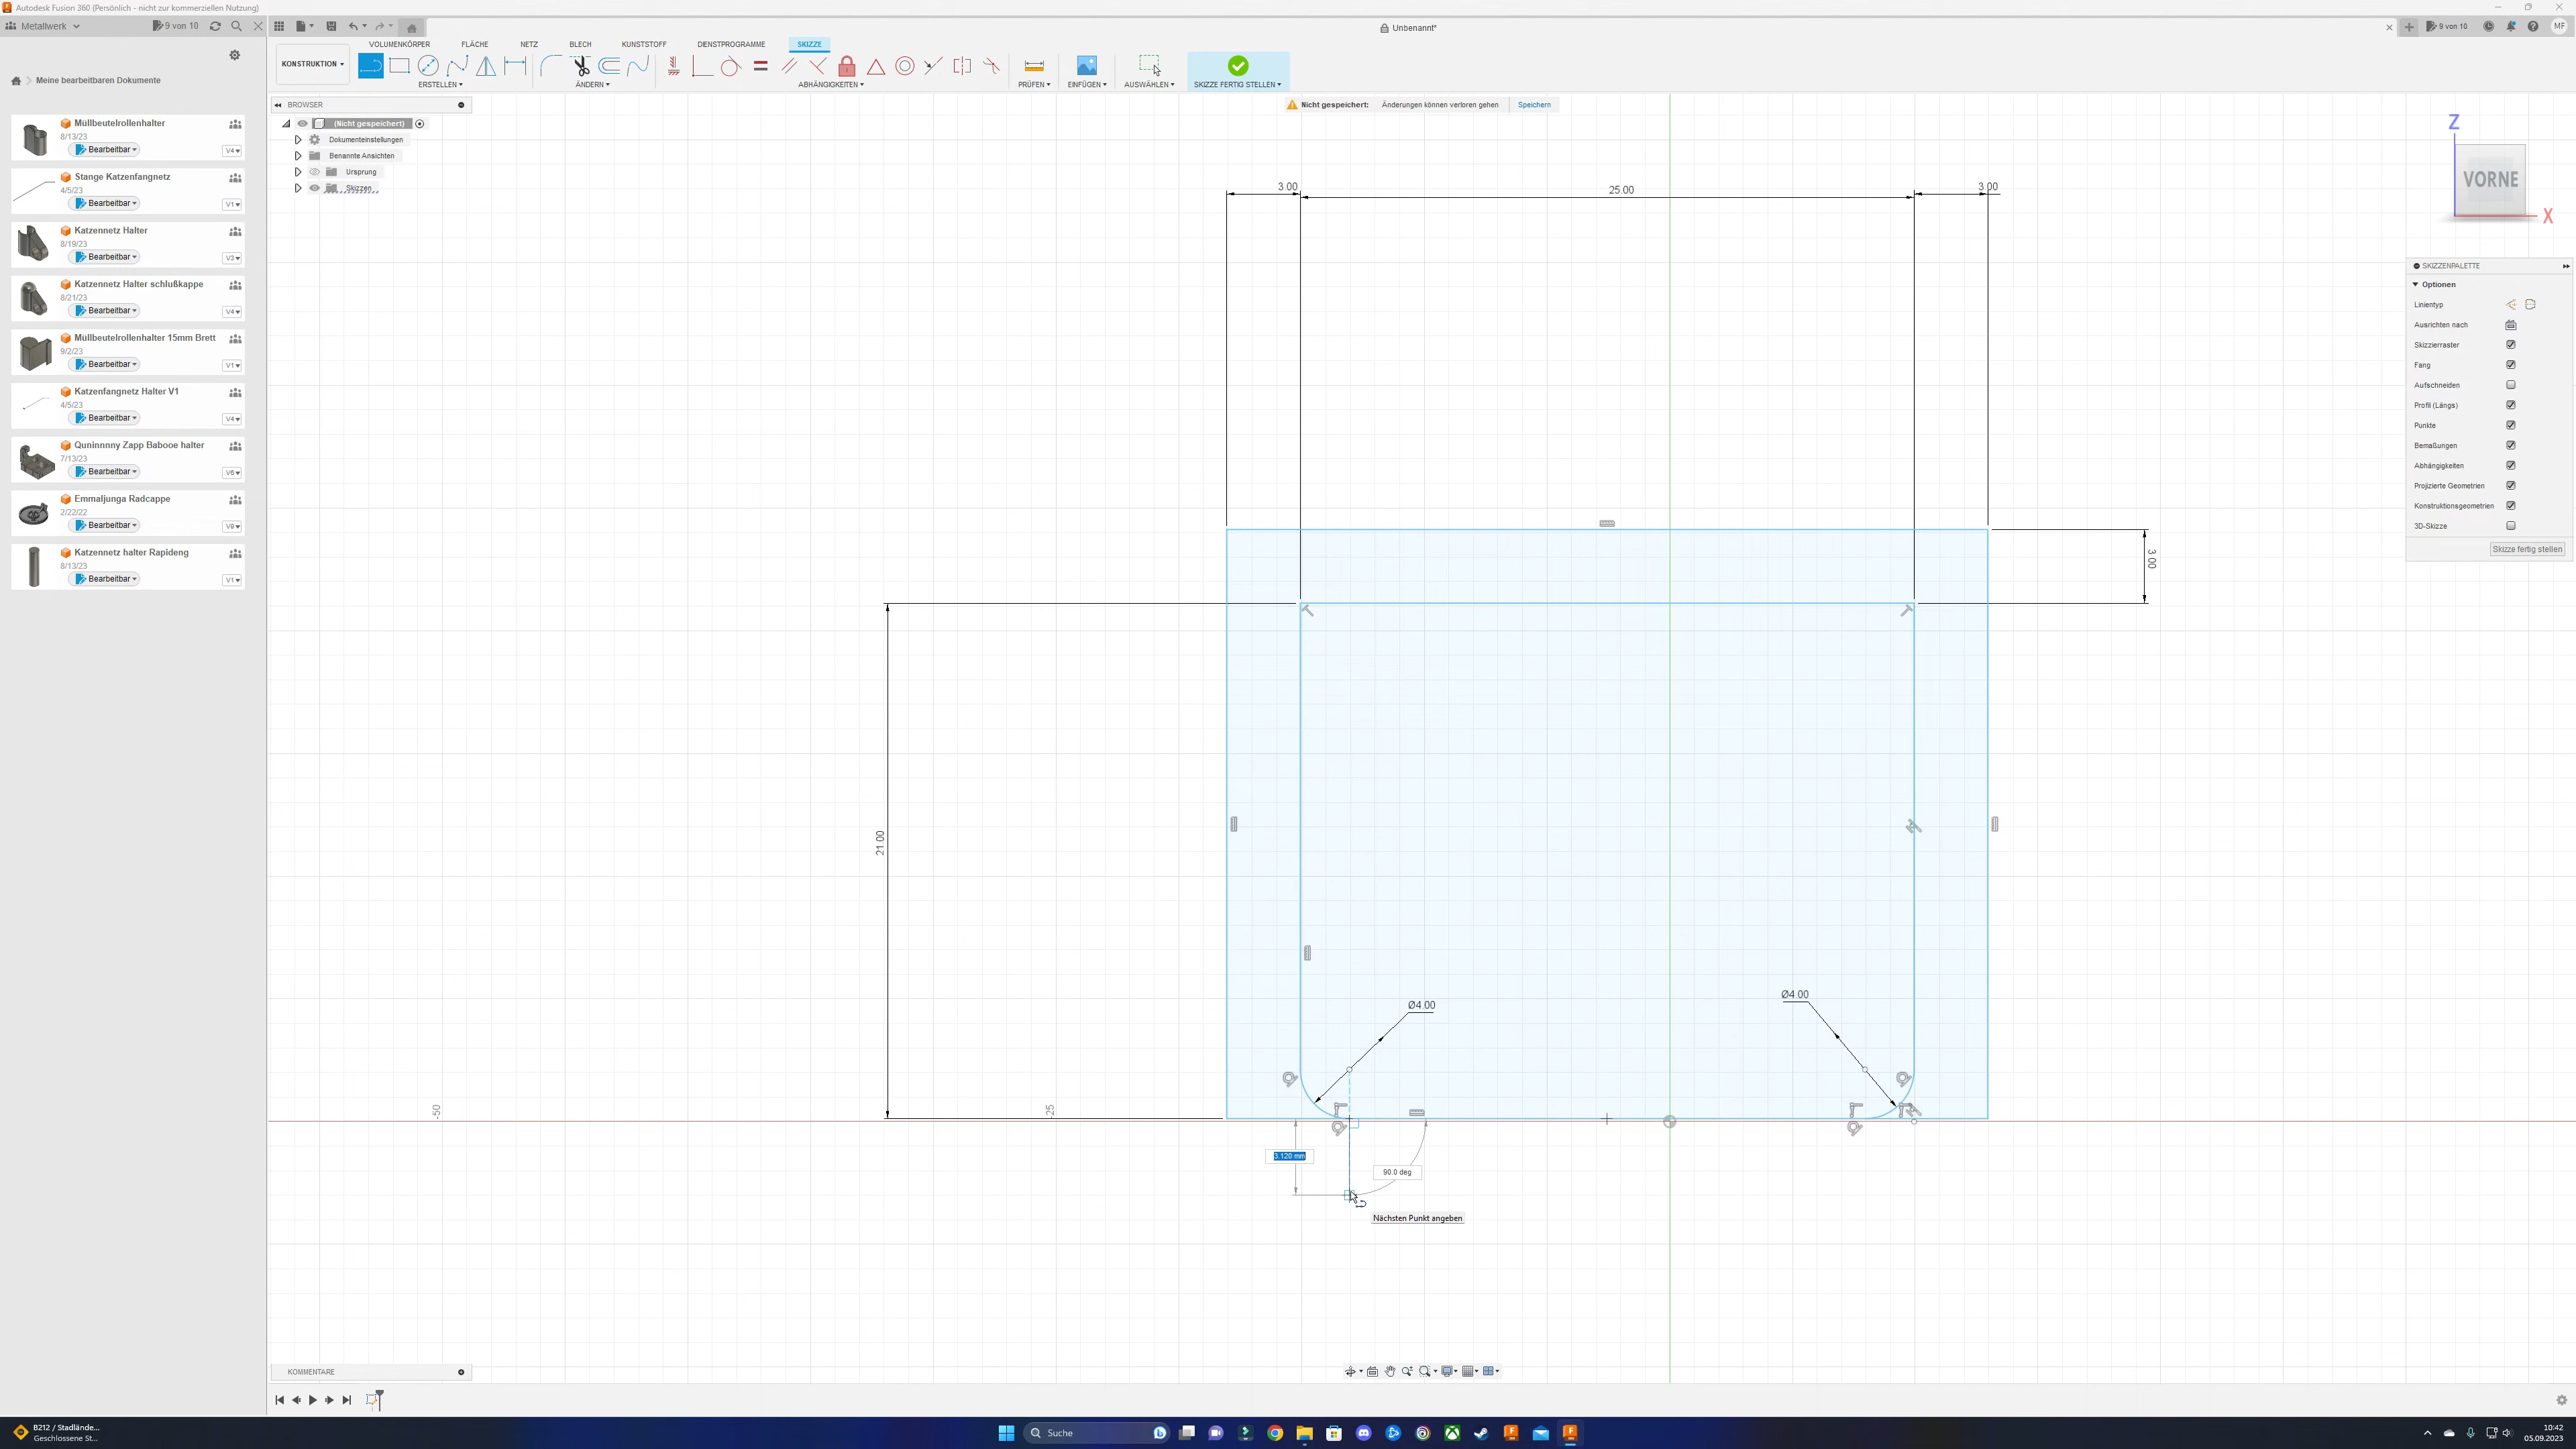 Autodesk Fusion 360 (Persönlich - nicht zur kommerziellen Nutzung)
Metallwerk
9 von 10
Unbenannt*
9 von 10
MF
Meine bearbeitbaren Dokumente
Müllbeutelrollenhalter
8/13/23
Bearbeitbar
V4
Stange Katzenfangnetz
4/5/23
Bearbeitbar
V1
Katzennetz Halter
8/19/23
Bearbeitbar
V3
Katzennetz Halter schlußkappe
8/21/23
Bearbeitbar
V4
Müllbeutelrollenhalter 15mm Brett
9/2/23
Bearbeitbar
V1
Katzenfangnetz Halter V1
4/5/23
Bearbeitbar
V4
Quninnnny Zapp Babooe halter
7/13/23
Bearbeitbar
V6
Emmaljunga Radcappe
2/22/22
Bearbeitbar
V9
Katzennetz halter Rapideng
8/13/23
Bearbeitbar
V1
VOLUMENKÖRPER FLÄCHE NETZ BLECH KUNSTSTOFF DIENSTPROGRAMME SKIZZE
KONSTRUKTION
ERSTELLEN ÄNDERN ABHÄNGIGKEITEN PRÜFEN EINFÜGEN AUSWÄHLEN SKIZZE FERTIG STELLEN
BROWSER
(Nicht gespeichert)
Dokumenteinstellungen
Benannte Ansichten
Ursprung
Skizzen
Nicht gespeichert: Änderungen können verloren gehen Speichern
Z
VORNE
X
3.00
25.00
3.00
3.00
21.00
Ø4.00
Ø4.00
-50
-25
3.120 mm
90.0 deg
Nächsten Punkt angeben
SKIZZENPALETTE
Optionen
Linientyp
Ausrichten nach
Skizzierraster
Fang
Aufschneiden
Profil (Längs)
Punkte
Bemaßungen
Abhängigkeiten
Projizierte Geometrien
Konstruktionsgeometrien
3D-Skizze
Skizze fertig stellen
KOMMENTARE
B212 / Stadlände...
Geschlossene St...
Suche
10:42
05.09.2023